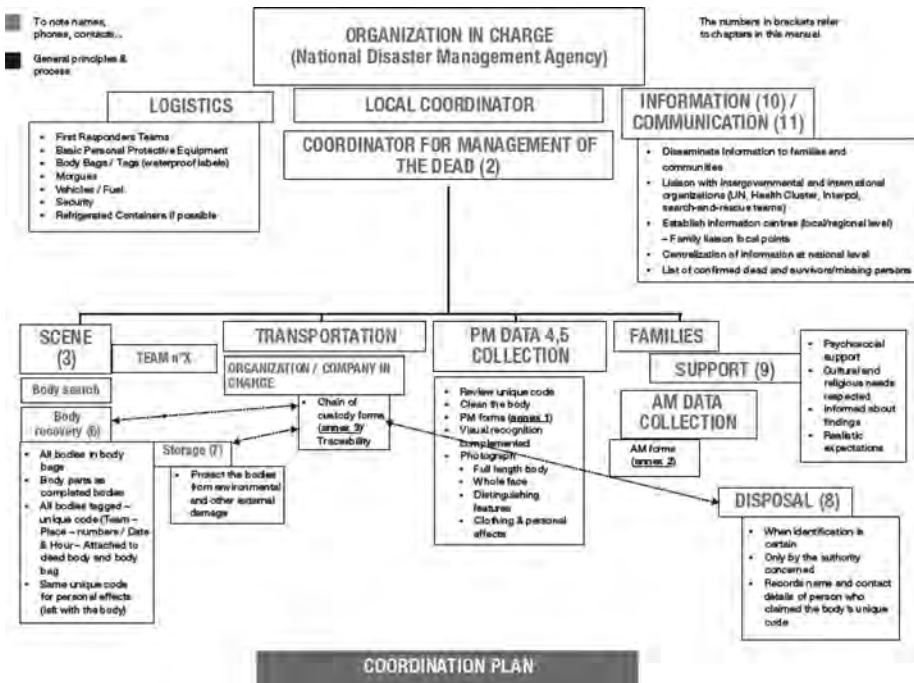 To note names,
phones, contacts...
General principles &
process
ORGANIZATION IN CHARGE
(National Disaster Management Agency)
The numbers in brackets refer
to chapters in this manual
LOGISTICS
• First Responders Teams
• Basic Personal Protective Equipment
• Body Bags / Tags (waterproof labels)
• Morgues
• Vehicles / Fuel
• Security
• Refrigerated Containers if possible
LOCAL COORDINATOR
COORDINATOR FOR MANAGEMENT OF
THE DEAD (2)
INFORMATION (10) /
COMMUNICATION (11)
• Disseminate information to families and
communities
• Liaison with intergovernmental and international
organizations (UN, Health Cluster, Interpol,
search-and-rescue teams)
• Establish information centres (local/regional level)
– Family liaison focal points
• Centralization of information at national level
• List of confirmed dead and survivors/missing persons
SCENE
(3)
TEAM n°X
Body search
Body
recovery (6)
• All bodies in body
bags
• Body parts as
completed bodies
• All bodies tagged –
unique code (Team –
Place – numbers / Date
& Hour – Attached to
dead body and body
bag
• Same unique code
for personal effects
(left with the body)
TRANSPORTATION
ORGANIZATION / COMPANY IN
CHARGE
• Chain of
custody forms
(annex 3)
Traceability
Storage (7)
• Protect the bodies
from environmental
and other external
damage
PM DATA 4,5
COLLECTION
• Review unique code
• Clean the body
• PM forms (annex 1)
• Visual recognition
complemented
• Photograph
• Full length body
• Whole face
• Distinguishing
features
• Clothing & personal
effects
FAMILIES
SUPPORT (9)
• Psychosocial
support
• Cultural and
religious needs
respected
• Informed about
findings
• Realistic
expectations
AM DATA
COLLECTION
AM forms
(annex 2)
DISPOSAL (8)
• When identification is
certain
• Only by the authority
concerned
• Records name and contact
details of person who
claimed the body's unique
code
COORDINATION PLAN